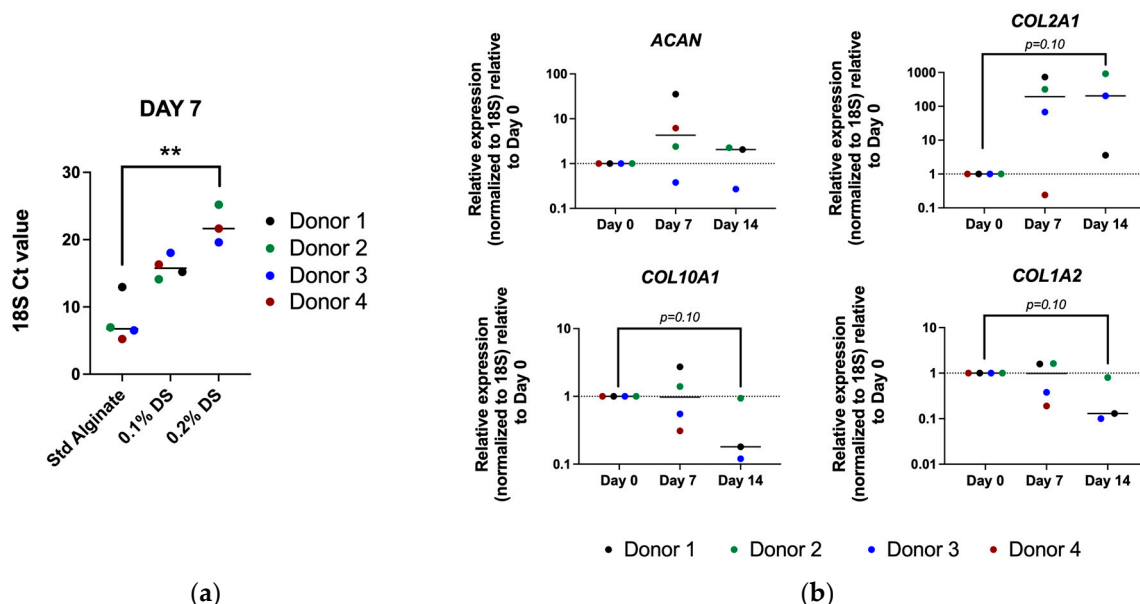 DAY 7
18S Ct value
30
20
10
0
**
Std Alginate
0.1% DS
0.2% DS
Donor 1
Donor 2
Donor 3
Donor 4
(a)
ACAN
Relative expression
(normalized to 18S) relative
to Day 0
100
10
1
0.1
Day 0 Day 7 Day 14
COL2A1
p=0.10
Relative expression
(normalized to 18S) relative
to Day 0
1000
100
10
1
0.1
Day 0 Day 7 Day 14
COL10A1
p=0.10
Relative expression
(normalized to 18S) relative
to Day 0
10
1
0.1
Day 0 Day 7 Day 14
COL1A2
p=0.10
Relative expression
(normalized to 18S) relative
to Day 0
10
1
0.1
0.01
Day 0 Day 7 Day 14
Donor 1 Donor 2 Donor 3 Donor 4
(b)